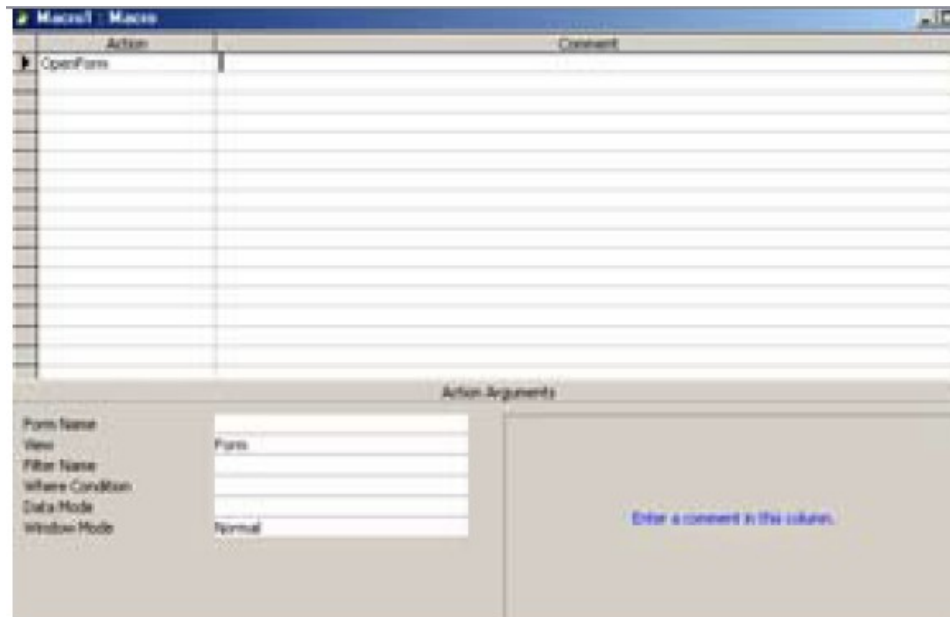 Macro1 : Macro
Action Comment
OpenForm
Action Arguments
Form Name
View Form
Filter Name
Where Condition
Data Mode
Window Mode Normal
Enter a comment in this column.